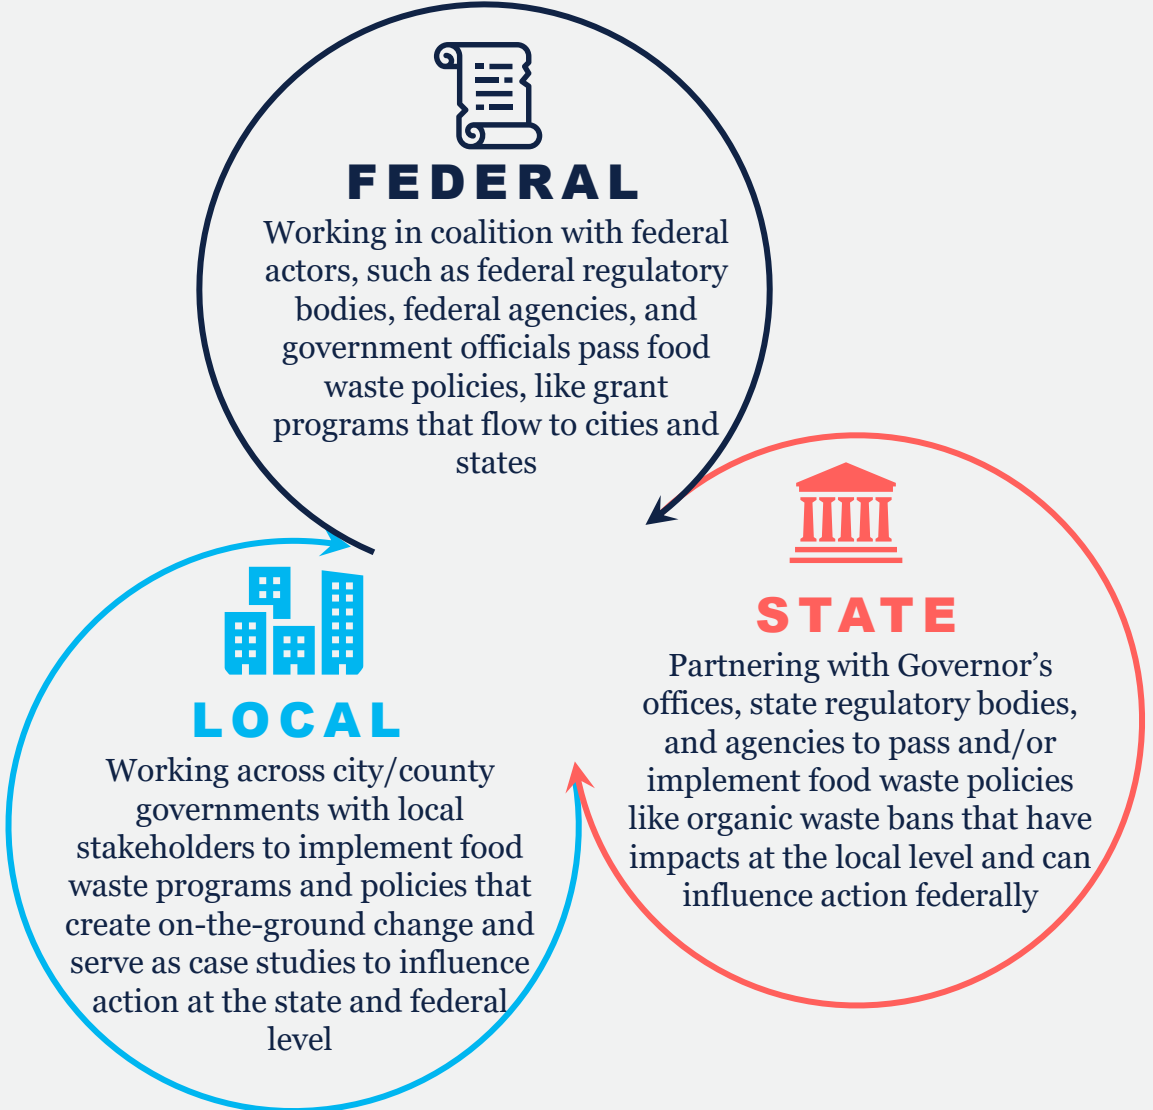 FEDERAL
Working in coalition with federal
actors, such as federal regulatory
bodies, federal agencies, and
government officials pass food
waste policies, like grant
programs that flow to cities and
states
STATE
Partnering with Governor’s
offices, state regulatory bodies,
and agencies to pass and/or
implement food waste policies
like organic waste bans that have
impacts at the local level and can
influence action federally
LOCAL
Working across city/county
governments with local
stakeholders to implement food
waste programs and policies that
create on-the-ground change and
serve as case studies to influence
action at the state and federal
level